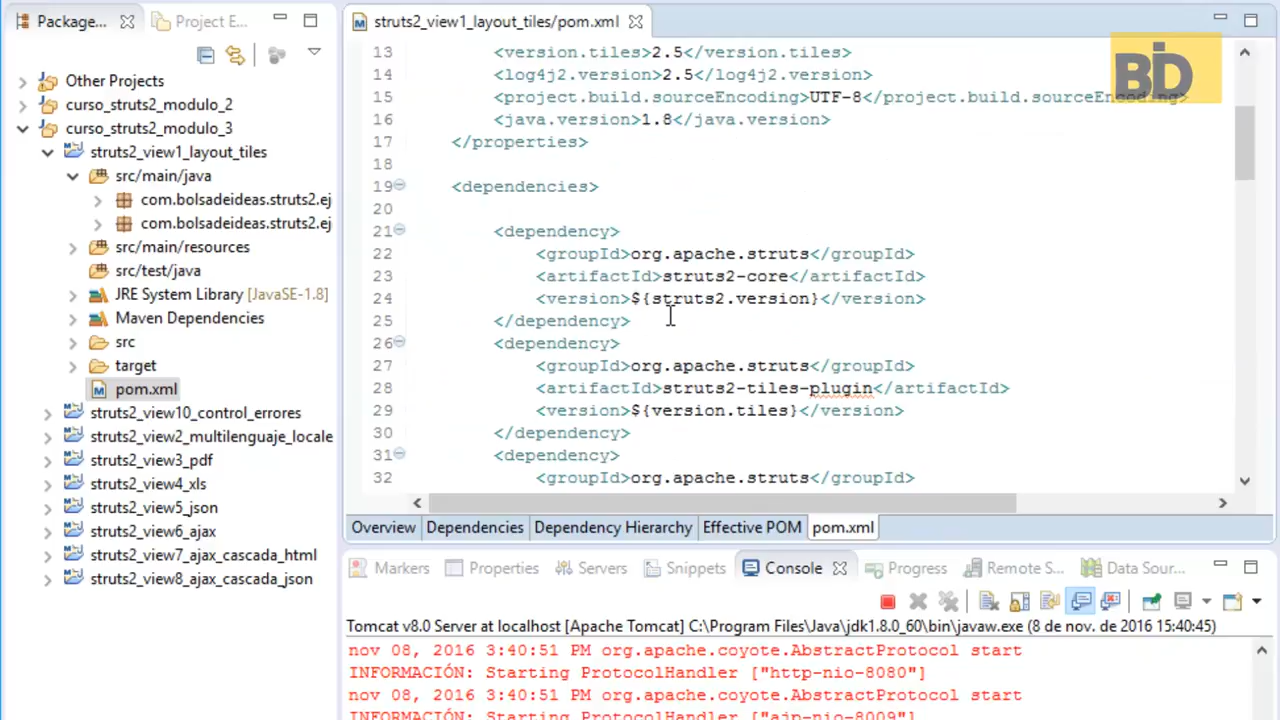 Package...
Project E...
Other Projects
curso_struts2_modulo_2
curso_struts2_modulo_3
struts2_view1_layout_tiles
src/main/java
com.bolsadeideas.struts2.ej
com.bolsadeideas.struts2.ej
src/main/resources
src/test/java
JRE System Library [JavaSE-1.8]
Maven Dependencies
src
target
pom.xml
struts2_view10_control_errores
struts2_view2_multilenguaje_locale
struts2_view3_pdf
struts2_view4_xls
struts2_view5_json
struts2_view6_ajax
struts2_view7_ajax_cascada_html
struts2_view8_ajax_cascada_json
struts2_view1_layout_tiles/pom.xml
BD
13 <version.tiles>2.5</version.tiles>
14 <log4j2.version>2.5</log4j2.version>
15 <project.build.sourceEncoding>UTF-8</project.build.sourceEncoding>
16 <java.version>1.8</java.version>
17 </properties>
18
19 <dependencies>
20
21 <dependency>
22 <groupId>org.apache.struts</groupId>
23 <artifactId>struts2-core</artifactId>
24 <version>${struts2.version}</version>
25 </dependency>
26 <dependency>
27 <groupId>org.apache.struts</groupId>
28 <artifactId>struts2-tiles-plugin</artifactId>
29 <version>${version.tiles}</version>
30 </dependency>
31 <dependency>
32 <groupId>org.apache.struts</groupId>
Overview Dependencies Dependency Hierarchy Effective POM pom.xml
Markers Properties Servers Snippets Console Progress Remote S... Data Sour...
Tomcat v8.0 Server at localhost [Apache Tomcat] C:\Program Files\Java\jdk1.8.0_60\bin\javaw.exe (8 de nov. de 2016 15:40:45)
nov 08, 2016 3:40:51 PM org.apache.coyote.AbstractProtocol start
INFORMACIÓN: Starting ProtocolHandler ["http-nio-8080"]
nov 08, 2016 3:40:51 PM org.apache.coyote.AbstractProtocol start
INFORMACIÓN: Starting ProtocolHandler ["ajp-nio-8009"]